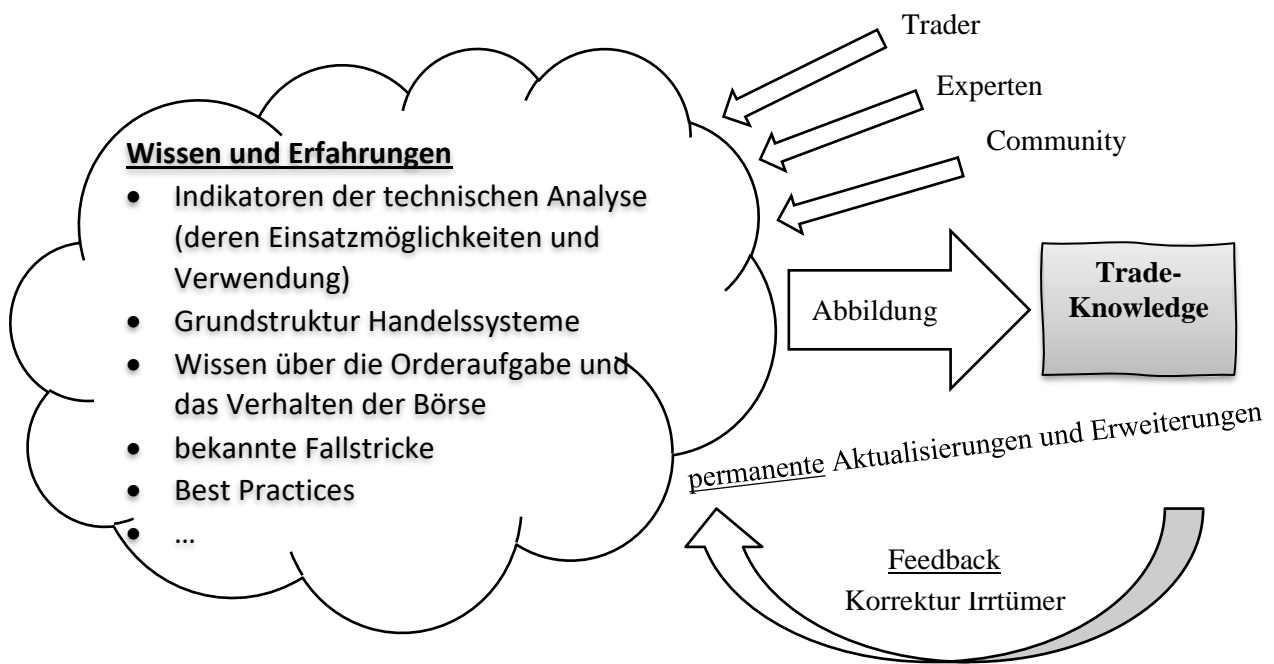 Trader
Experten
Community
Wissen und Erfahrungen
• Indikatoren der technischen Analyse
(deren Einsatzmöglichkeiten und
Verwendung)
• Grundstruktur Handelssysteme
• Wissen über die Orderaufgabe und
das Verhalten der Börse
• bekannte Fallstricke
• Best Practices
• ...
Abbildung
Trade-
Knowledge
permanente Aktualisierungen und Erweiterungen
Feedback
Korrektur Irrtümer